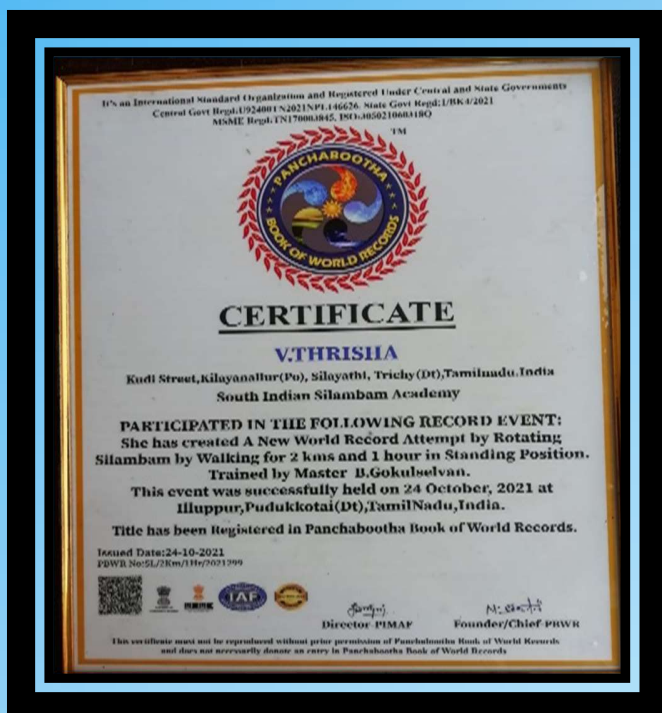 It's an International Standard Organization and Registered Under Central and State Governments
Central Govt Regd:U92400TN2021NPL146626, State Govt Regd:1/BK4/2021
MSME Regd:TN170003845, ISO:305021060318Q
TM
PANCHABOOTHA
BOOK OF WORLD RECORDS
CERTIFICATE
V.THRISHA
Kudi Street,Kilayanallur(Po), Silayathi, Trichy(Dt),Tamilnadu.India
South Indian Silambam Academy
PARTICIPATED IN THE FOLLOWING RECORD EVENT:
She has created A New World Record Attempt by Rotating
Silambam by Walking for 2 kms and 1 hour in Standing Position.
Trained by Master B.Gokulselvan.
This event was successfully held on 24 October, 2021 at
Illuppur,Pudukkotai(Dt),TamilNadu,India.
Title has been Registered in Panchabootha Book of World Records.
Issued Date:24-10-2021
PBWR No:SL/2Km/1Hr/2021299
IAF
Director-PIMAF
Founder/Chief-PBWR
This certificate must not be reproduced without prior permission of Panchabootha Book of World Records
and does not necessarily donate an entry in Panchabootha Book of World Records